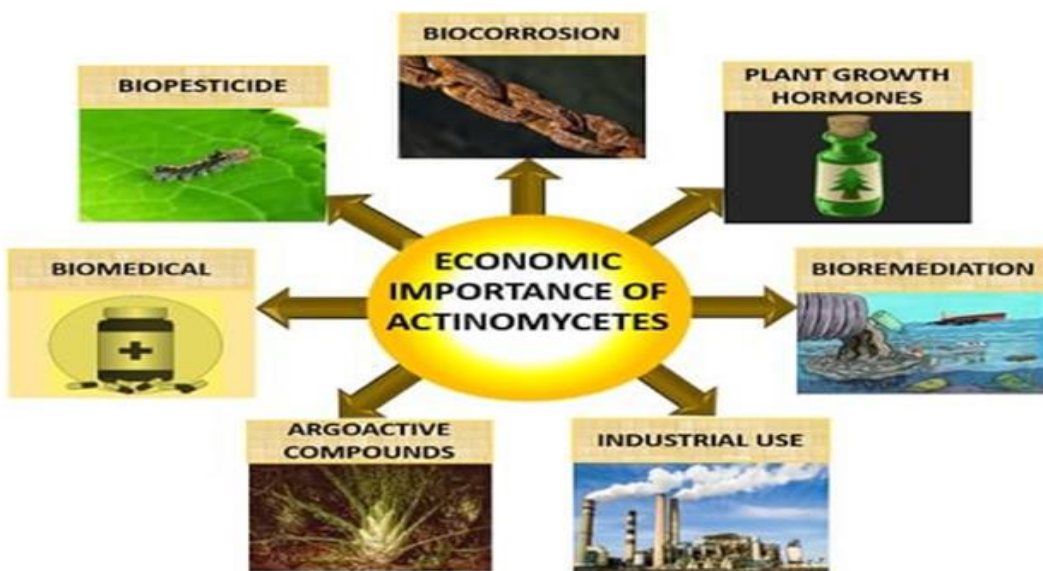 BIOCORROSION
BIOPESTICIDE
PLANT GROWTH
HORMONES
BIOMEDICAL
ECONOMIC
IMPORTANCE OF
ACTINOMYCETES
BIOREMEDIATION
ARGOACTIVE
COMPOUNDS
INDUSTRIAL USE